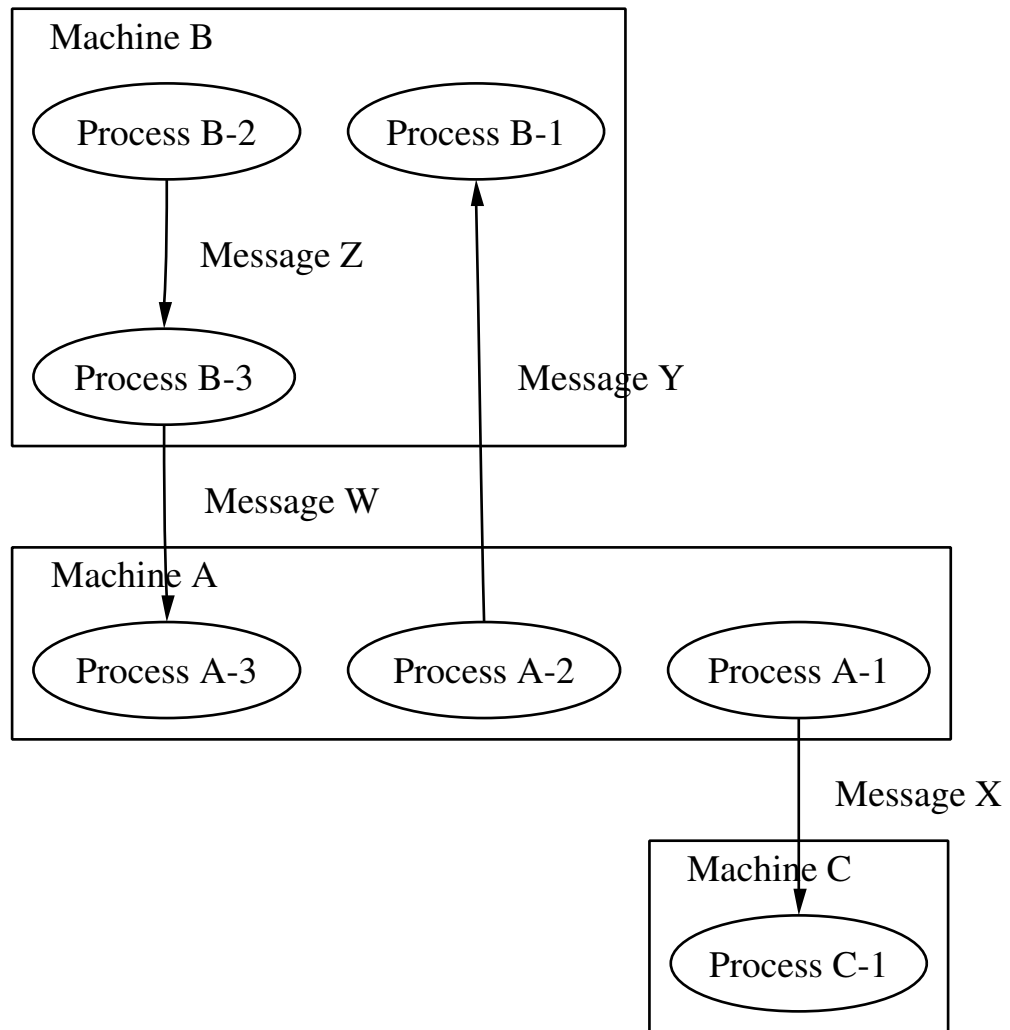 Machine B
Process B-2
Process B-1
Message Z
Process B-3
Message Y
Message W
Machine A
Process A-3
Process A-2
Process A-1
Message X
Machine C
Process C-1